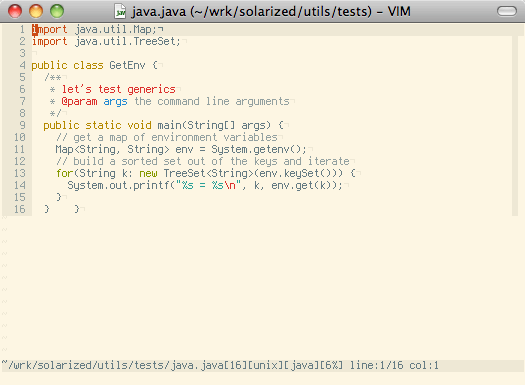 java.java (~/wrk/solarized/utils/tests) – VIM
1 import java.util.Map;¬
2 import java.util.TreeSet;¬
3 ¬
4 public class GetEnv {¬
5   /**¬
6    * let's test generics¬
7    * @param args the command line arguments¬
8    */¬
9   public static void main(String[] args) {¬
10     // get a map of environment variables¬
11     Map<String, String> env = System.getenv();¬
12     // build a sorted set out of the keys and iterate¬
13     for(String k: new TreeSet<String>(env.keySet())) {¬
14       System.out.printf("%s = %s\n", k, env.get(k));¬
15     }¬
16   }    }¬
~/wrk/solarized/utils/tests/java.java[16][unix][java][6%] line:1/16 col:1